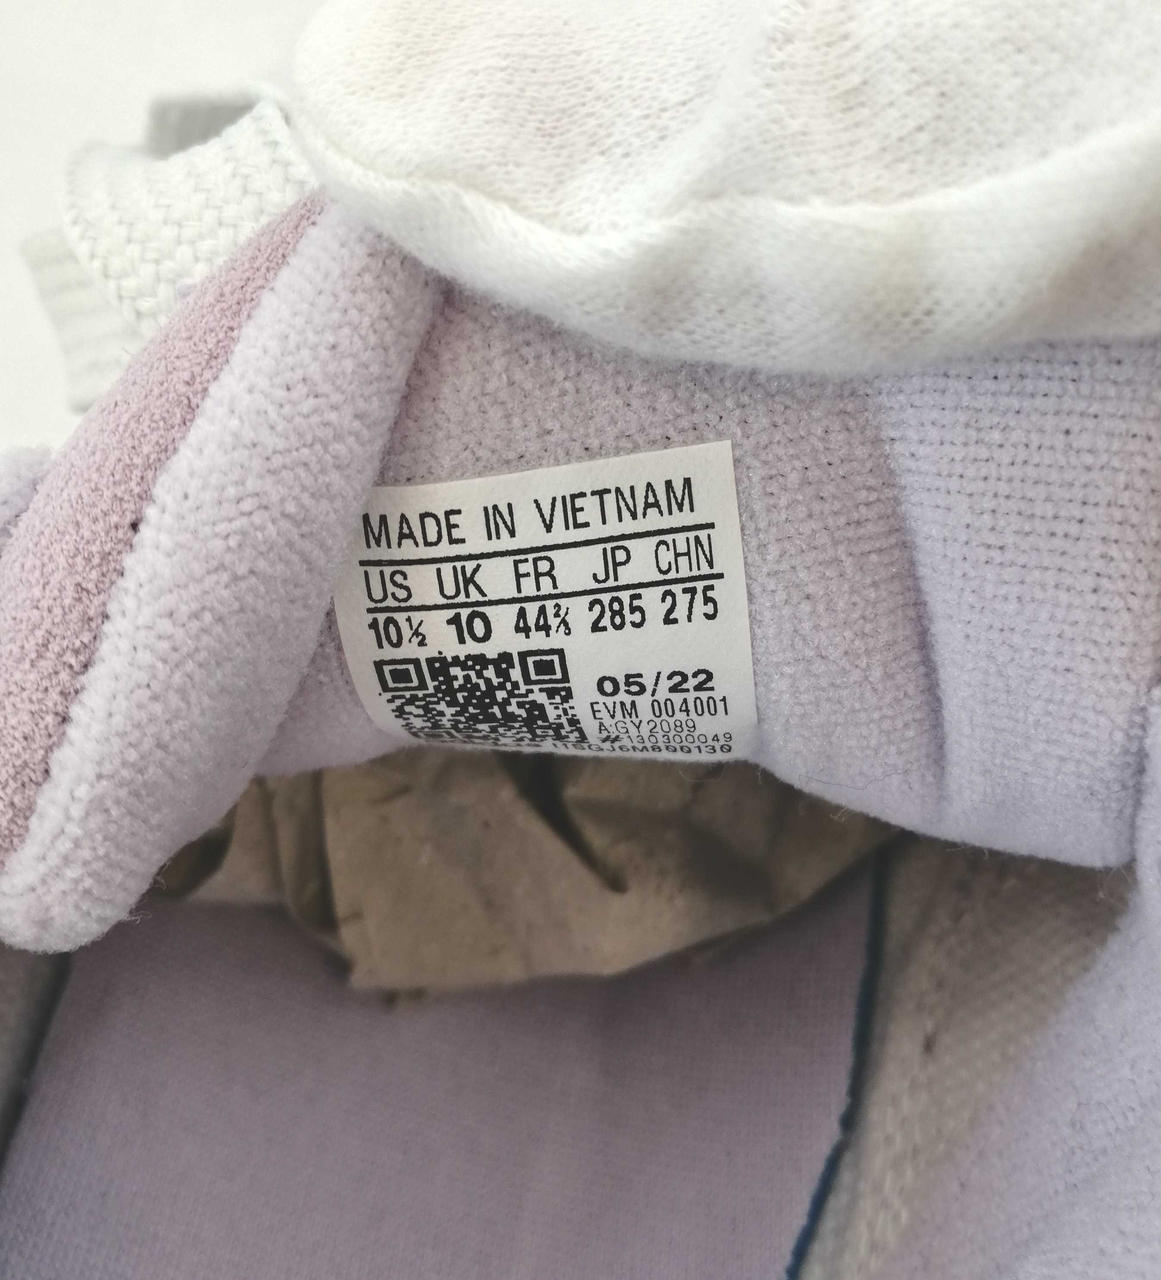 MADE IN VIETNAM
US UK FR JP CHN
10½ 10 44⅔ 285 275
05/22
EVM 004001
A:GY2089
#130300049